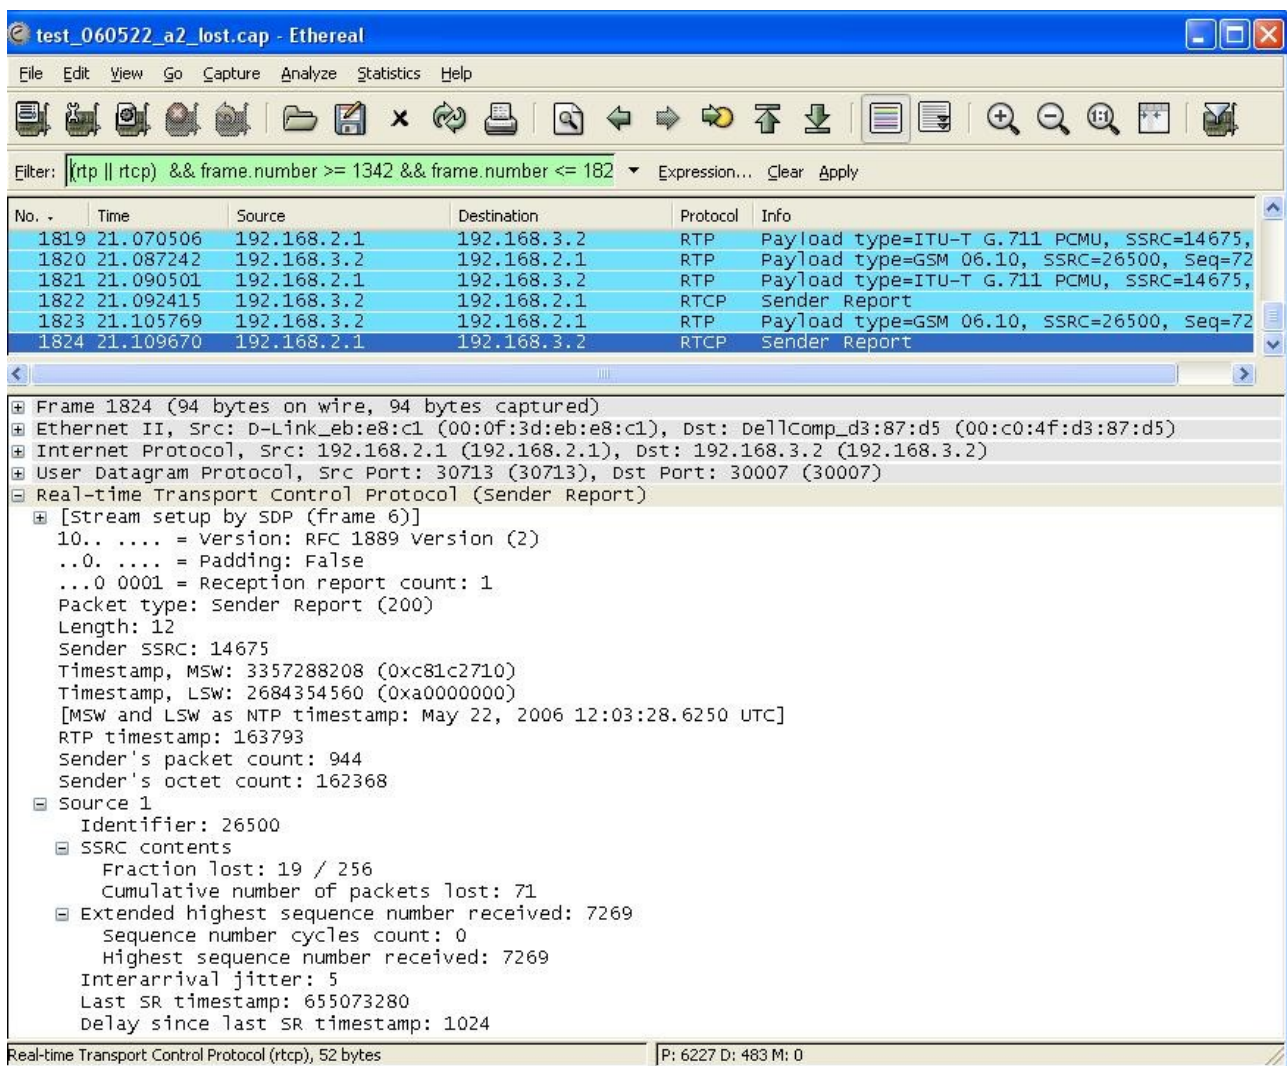 test_060522_a2_lost.cap - Ethereal
File Edit View Go Capture Analyze Statistics Help
Filter: (rtp || rtcp) && frame.number >= 1342 && frame.number <= 182 Expression... Clear Apply
No. Time Source Destination Protocol Info
1819 21.070506 192.168.2.1 192.168.3.2 RTP Payload type=ITU-T G.711 PCMU, SSRC=14675,
1820 21.087242 192.168.3.2 192.168.2.1 RTP Payload type=GSM 06.10, SSRC=26500, Seq=72
1821 21.090501 192.168.2.1 192.168.3.2 RTP Payload type=ITU-T G.711 PCMU, SSRC=14675,
1822 21.092415 192.168.3.2 192.168.2.1 RTCP Sender Report
1823 21.105769 192.168.3.2 192.168.2.1 RTP Payload type=GSM 06.10, SSRC=26500, Seq=72
1824 21.109670 192.168.2.1 192.168.3.2 RTCP Sender Report
Frame 1824 (94 bytes on wire, 94 bytes captured)
Ethernet II, Src: D-Link_eb:e8:c1 (00:0f:3d:eb:e8:c1), Dst: DellComp_d3:87:d5 (00:c0:4f:d3:87:d5)
Internet Protocol, Src: 192.168.2.1 (192.168.2.1), Dst: 192.168.3.2 (192.168.3.2)
User Datagram Protocol, Src Port: 30713 (30713), Dst Port: 30007 (30007)
Real-time Transport Control Protocol (Sender Report)
[Stream setup by SDP (frame 6)]
10.. .... = Version: RFC 1889 Version (2)
..0. .... = Padding: False
...0 0001 = Reception report count: 1
Packet type: Sender Report (200)
Length: 12
Sender SSRC: 14675
Timestamp, MSW: 3357288208 (0xc81c2710)
Timestamp, LSW: 2684354560 (0xa0000000)
[MSW and LSW as NTP timestamp: May 22, 2006 12:03:28.6250 UTC]
RTP timestamp: 163793
Sender's packet count: 944
Sender's octet count: 162368
Source 1
Identifier: 26500
SSRC contents
Fraction lost: 19 / 256
Cumulative number of packets lost: 71
Extended highest sequence number received: 7269
Sequence number cycles count: 0
Highest sequence number received: 7269
Interarrival jitter: 5
Last SR timestamp: 655073280
Delay since last SR timestamp: 1024
Real-time Transport Control Protocol (rtcp), 52 bytes P: 6227 D: 483 M: 0